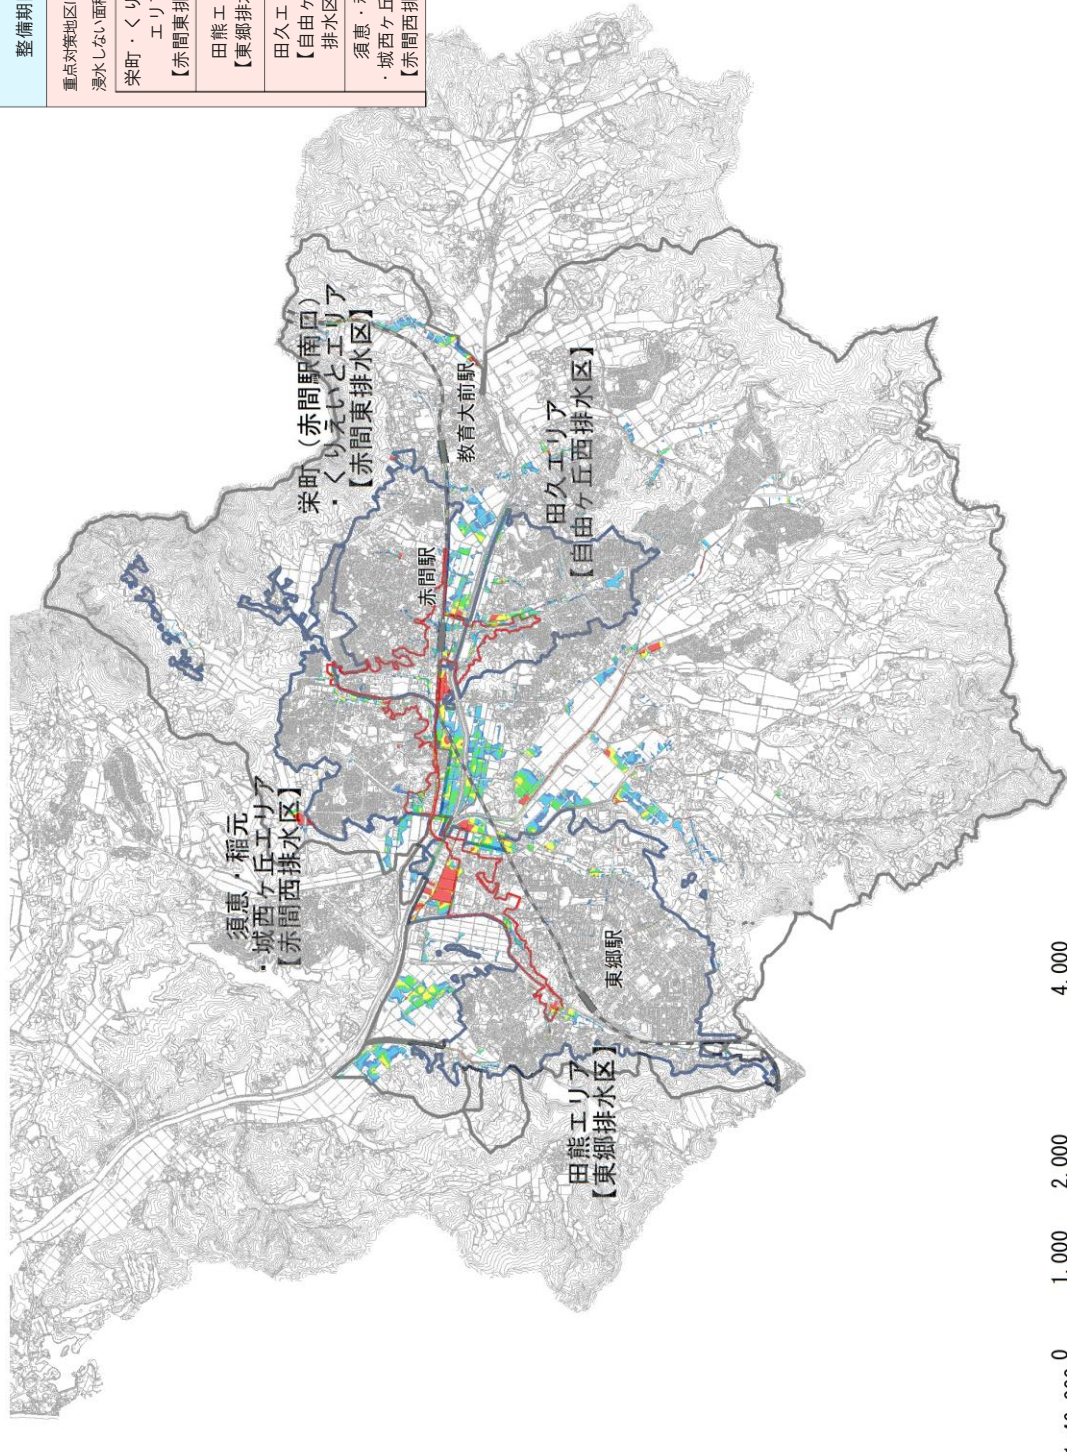 整備期
重点対策地区
浸水しない面積
栄町・くり
エリ
【赤間東排
田熊エ
【東郷排
田久エ
【自由ヶ
排水区
須恵・
・城西ヶ丘
【赤間西排
栄町（赤間駅南口）
・くりえいとエリア
【赤間東排水区】
教育大前駅
田久エリア
【自由ヶ丘西排水区】
赤間駅
須恵・稲元
・城西ヶ丘エリア
【赤間西排水区】
東郷駅
田熊エリア
【東郷排水区】
0 1,000 2,000 4,000